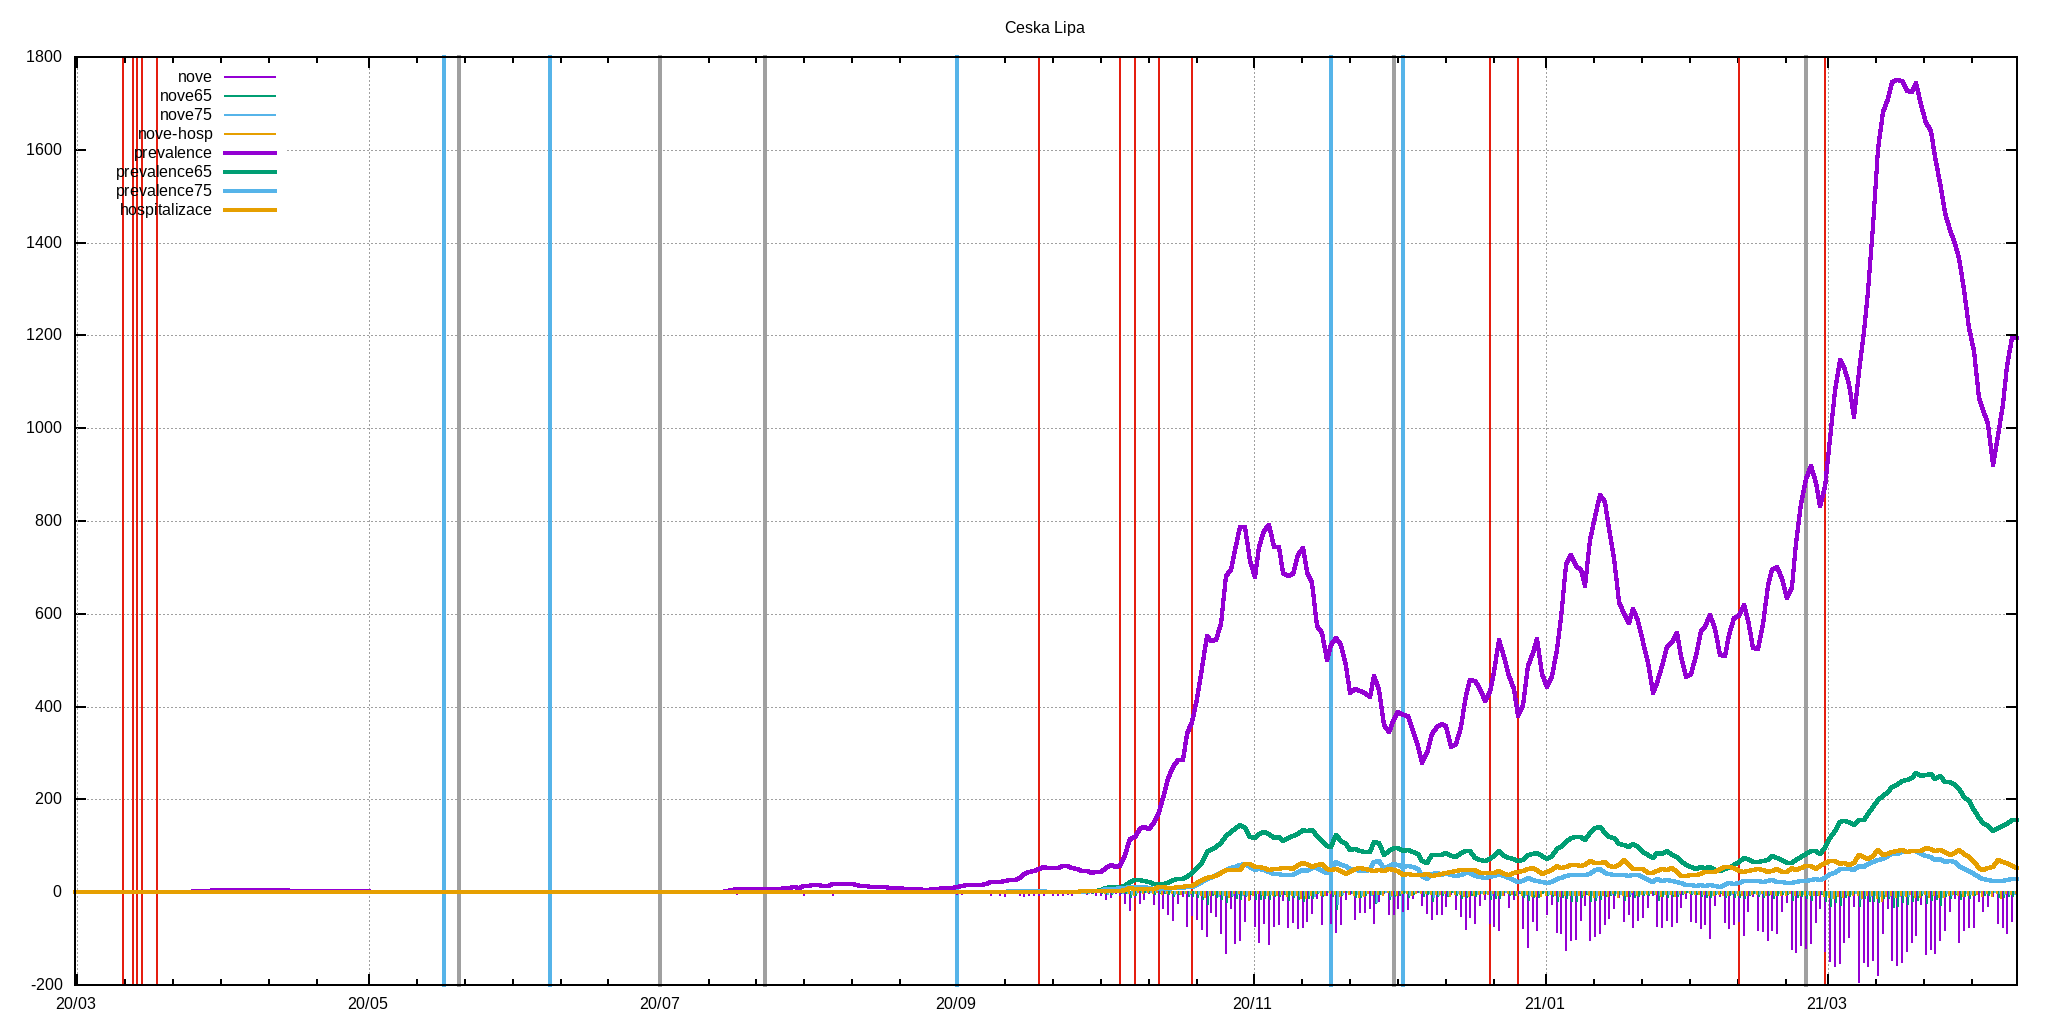 Ceska Lipa
1800
1600
1400
1200
1000
800
600
400
200
0
-200
nove
nove65
nove75
nove-hosp
prevalence
prevalence65
prevalence75
hospitalizace
20/03 20/05 20/07 20/09 20/11 21/01 21/03